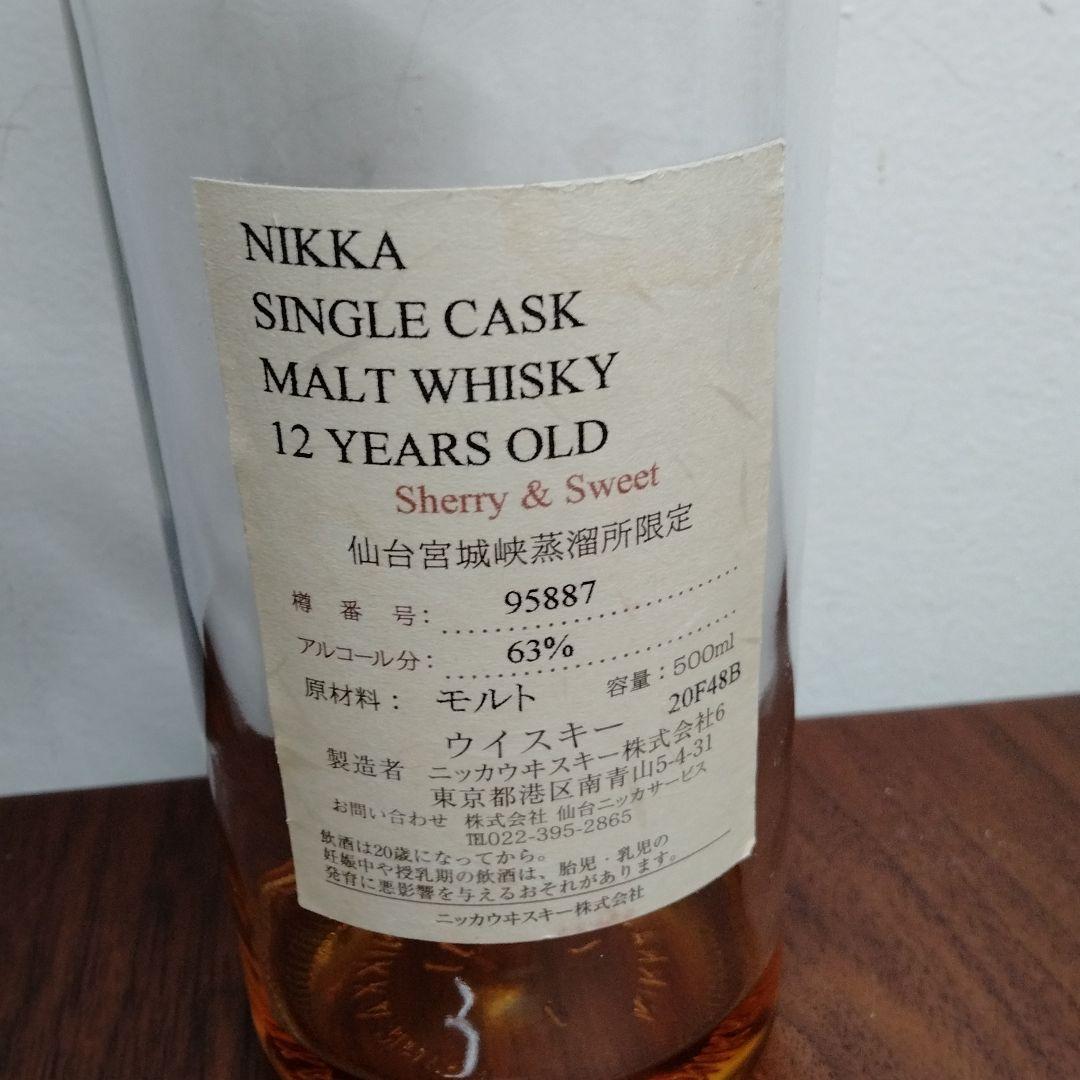 NIKKA
SINGLE CASK
MALT WHISKY
12 YEARS OLD
Sherry & Sweet
仙台宮城峡蒸溜所限定
樽 番 号: 95887
アルコール分: 63%
原材料: モルト 容量:500ml
ウイスキー 20F48B
製造者 ニッカウヰスキー株式会社6
東京都港区南青山5-4-31
お問い合わせ 株式会社 仙台ニッカサービス
℡022-395-2865
飲酒は20歳になってから。
妊娠中や授乳期の飲酒は、胎児・乳児の
発育に悪影響を与えるおそれがあります。
ニッカウヰスキー株式会社